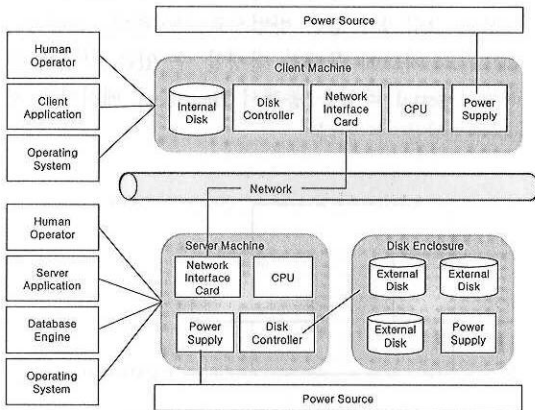 Power Source
Human
Operator
Client
Application
Operating
System
Client Machine
Internal
Disk
Disk
Controller
Network
Interface
Card
CPU
Power
Supply
Network
Human
Operator
Server
Application
Database
Engine
Operating
System
Server Machine
Network
Interface
Card
CPU
Power
Supply
Disk
Controller
Disk Enclosure
External
Disk
External
Disk
External
Disk
Power
Supply
Power Source